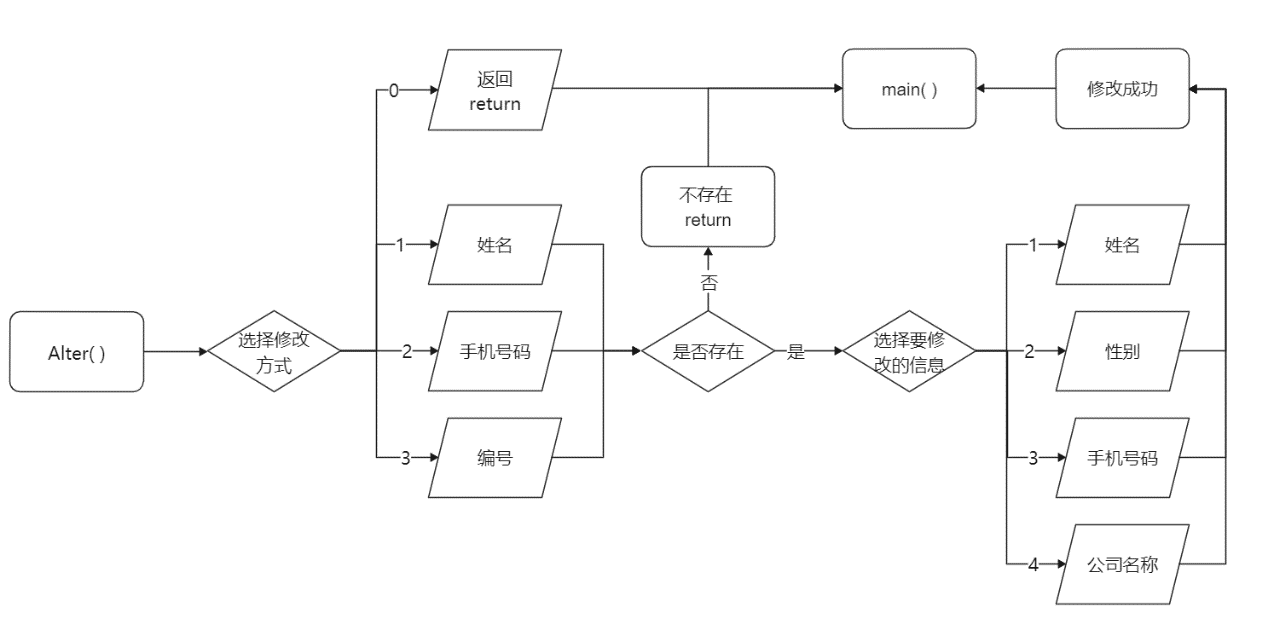 Alter( )
选择修改
方式
0
返回
return
1
姓名
2
手机号码
3
编号
是否存在
否
不存在
return
是
选择要修
改的信息
1
姓名
2
性别
3
手机号码
4
公司名称
修改成功
main( )